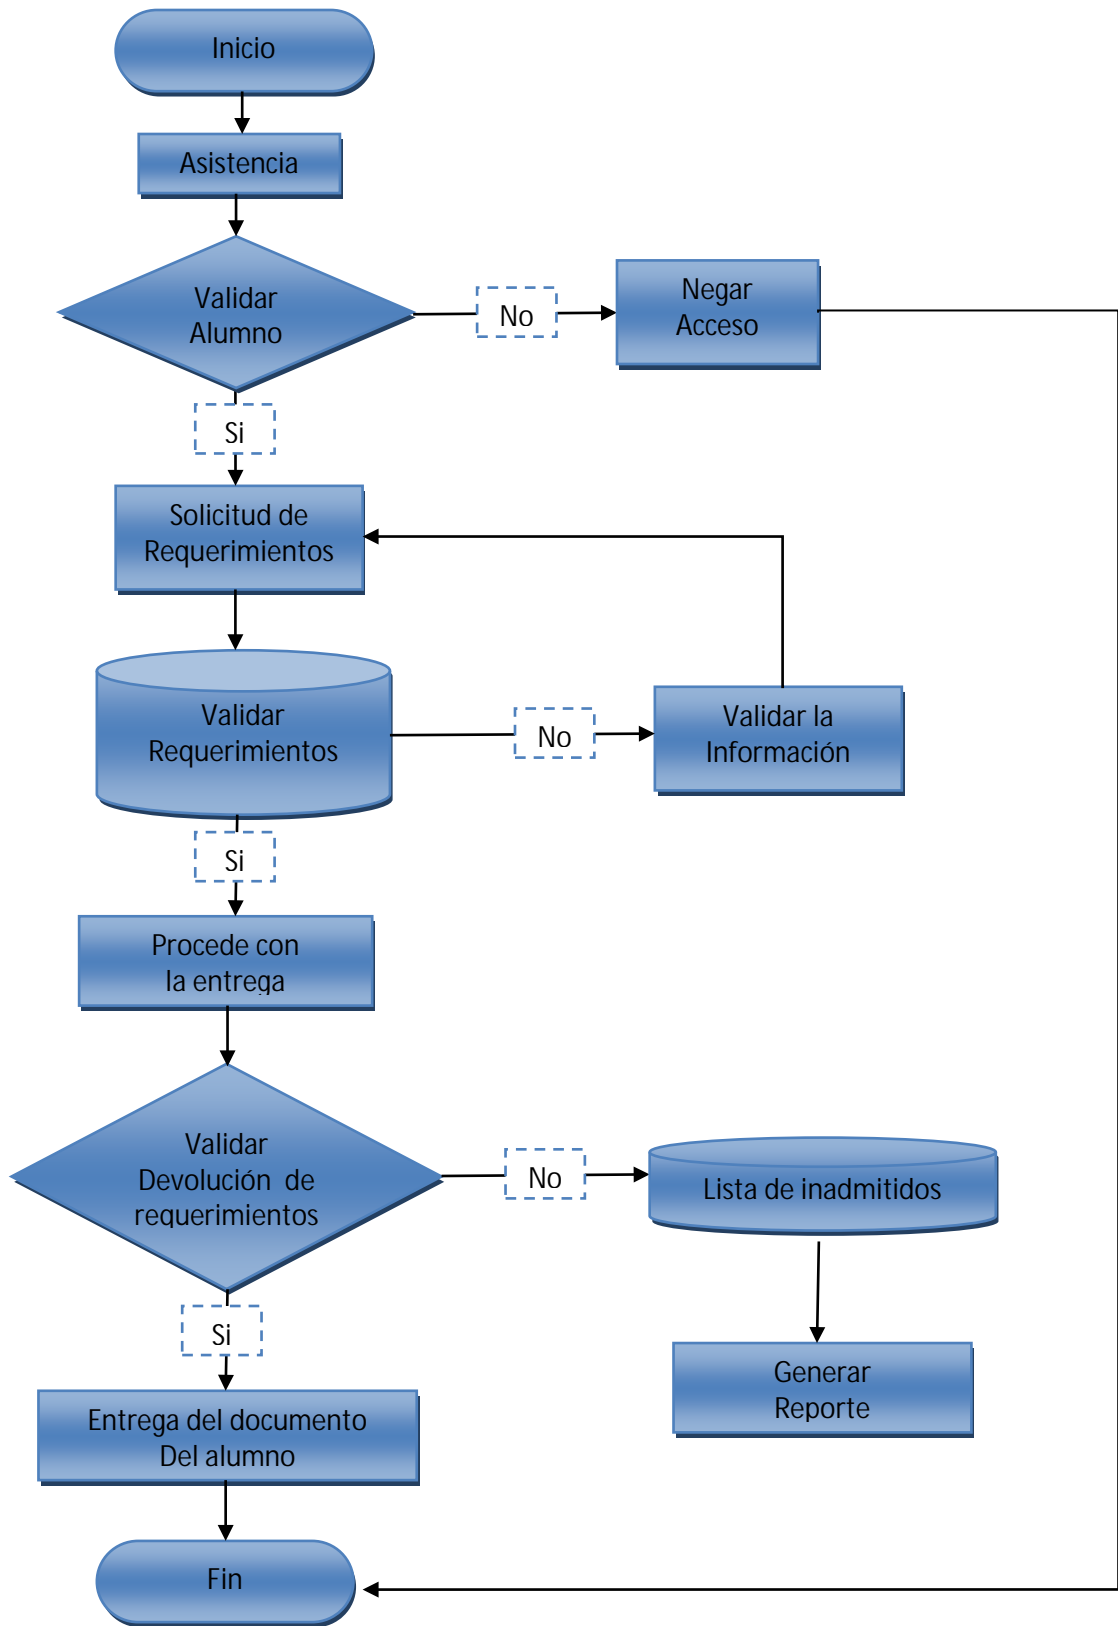 Inicio
Asistencia
Validar
Alumno
No
Negar
Acceso
Si
Solicitud de
Requerimientos
Validar
Requerimientos
No
Validar la
Información
Si
Procede con
la entrega
Validar
Devolución de
requerimientos
No
Lista de inadmitidos
Si
Generar
Reporte
Entrega del documento
Del alumno
Fin